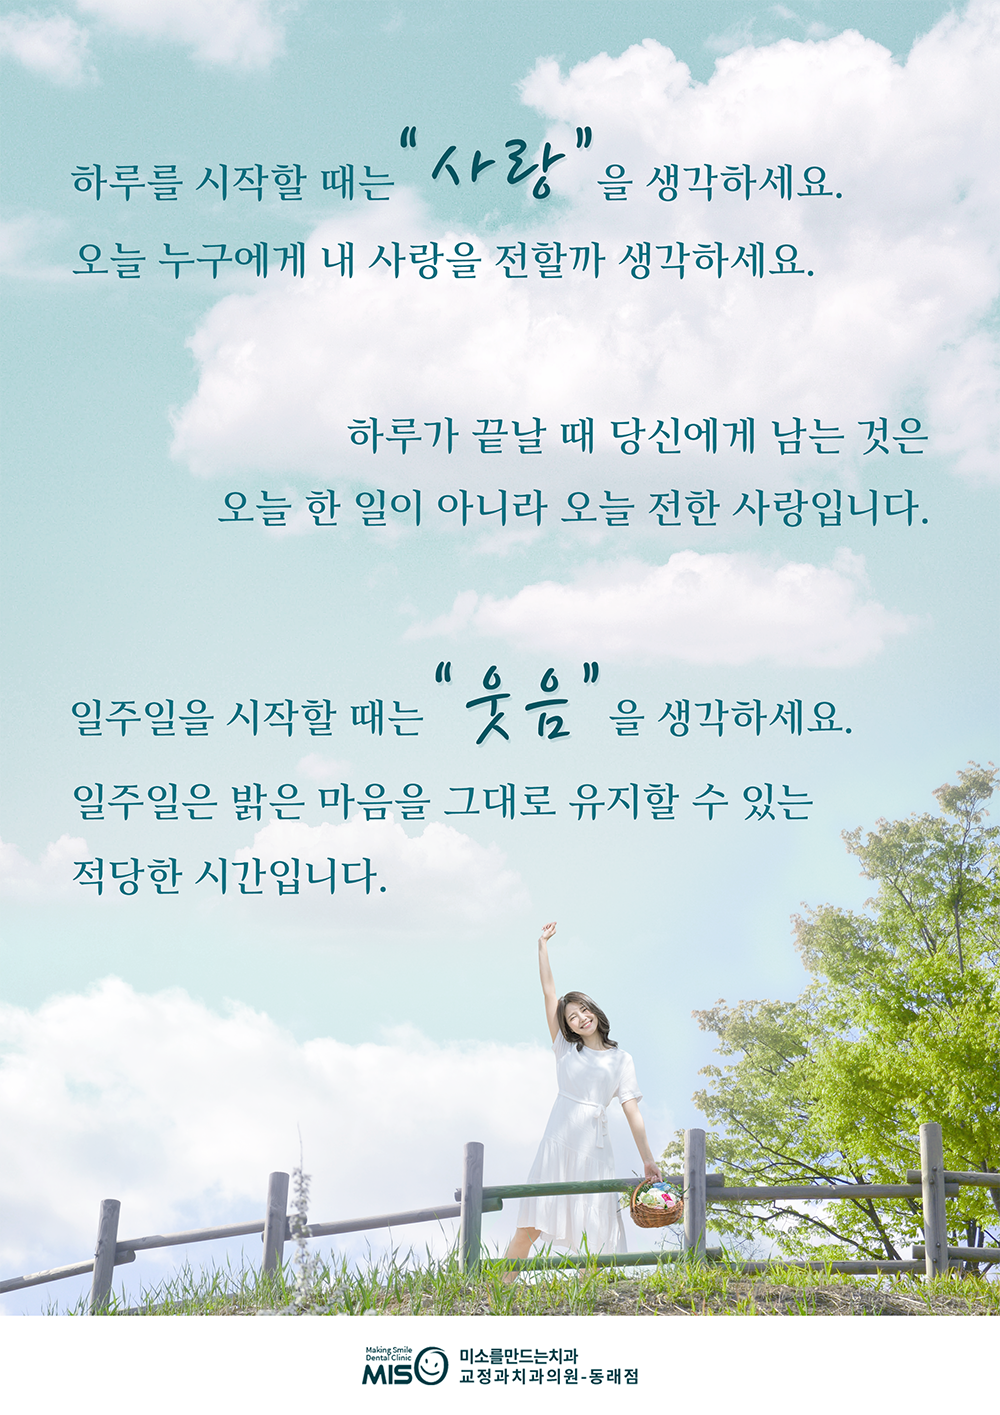 하루를 시작할 때는 "사랑"을 생각하세요.
오늘 누구에게 내 사랑을 전할까 생각하세요.
하루가 끝날 때 당신에게 남는 것은
오늘 한 일이 아니라 오늘 전한 사랑입니다.
일주일을 시작할 때는 "웃음"을 생각하세요.
일주일은 밝은 마음을 그대로 유지할 수 있는
적당한 시간입니다.
Making Smile
Dental Clinic
MISO
미소를만드는치과
교정과치과의원-동래점